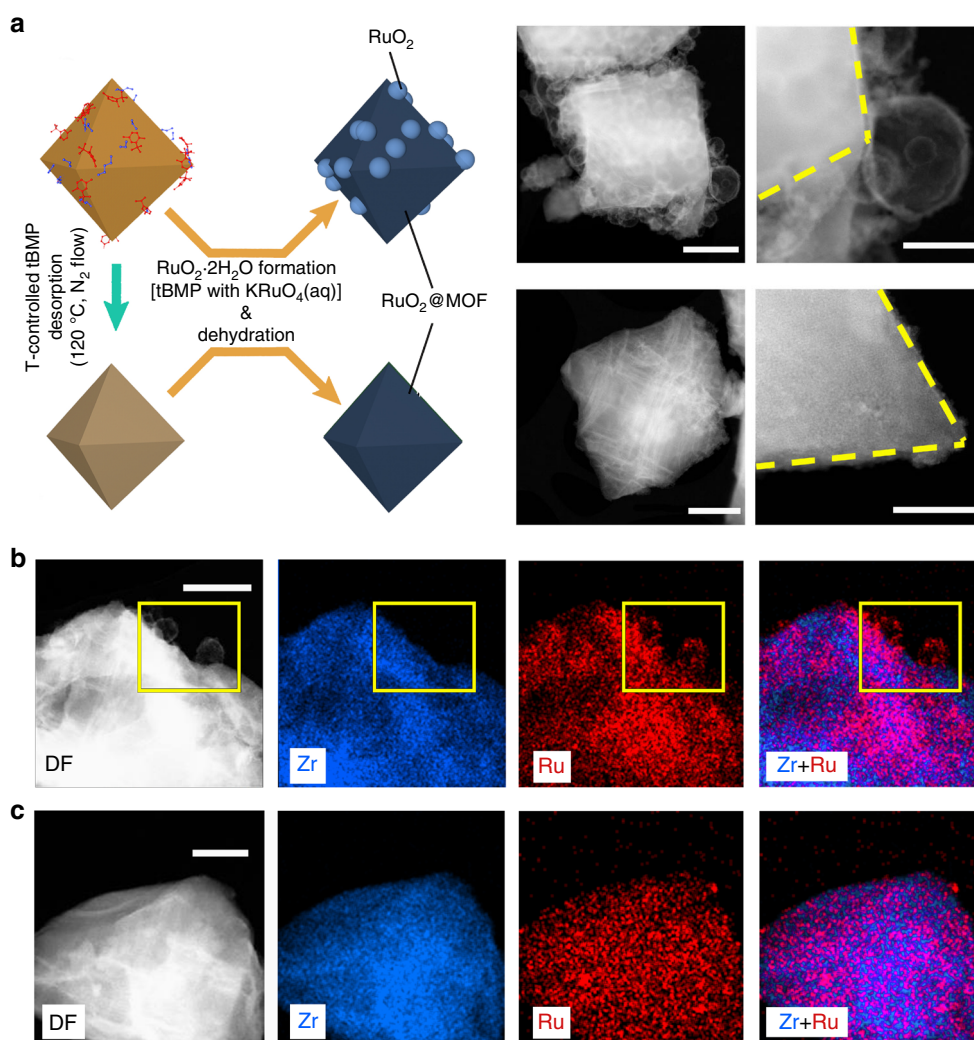 a
RuO₂
T-controlled tBMP
desorption
(120 °C, N₂ flow)
RuO₂·2H₂O formation
[tBMP with KRuO₄(aq)]
&
dehydration
RuO₂@MOF
b
DF
Zr
Ru
Zr+Ru
c
DF
Zr
Ru
Zr+Ru